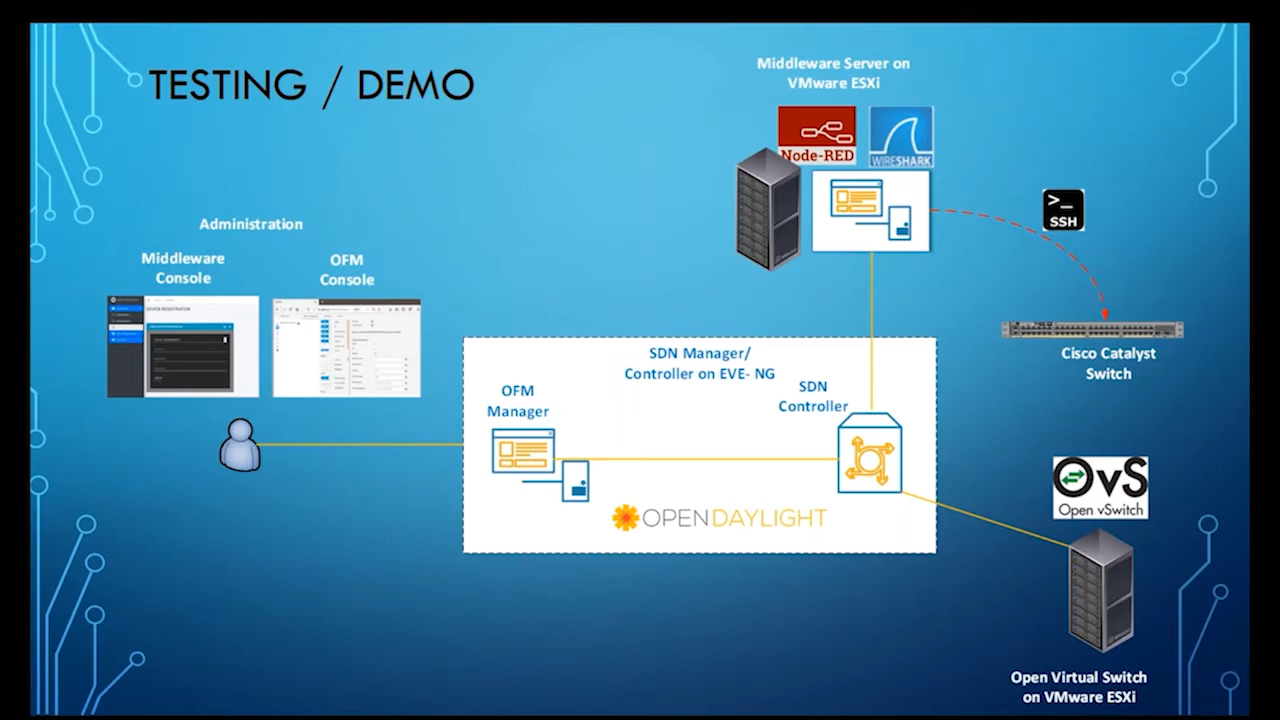 TESTING / DEMO
Middleware Server on
VMware ESXi
Node-RED
WIRESHARK
>_
SSH
Administration
Middleware
Console
OFM
Console
DEVICE REGISTRATION
Cisco Catalyst
Switch
SDN Manager/
Controller on EVE- NG
OFM
Manager
SDN
Controller
OPENDAYLIGHT
OvS
Open vSwitch
Open Virtual Switch
on VMware ESXi